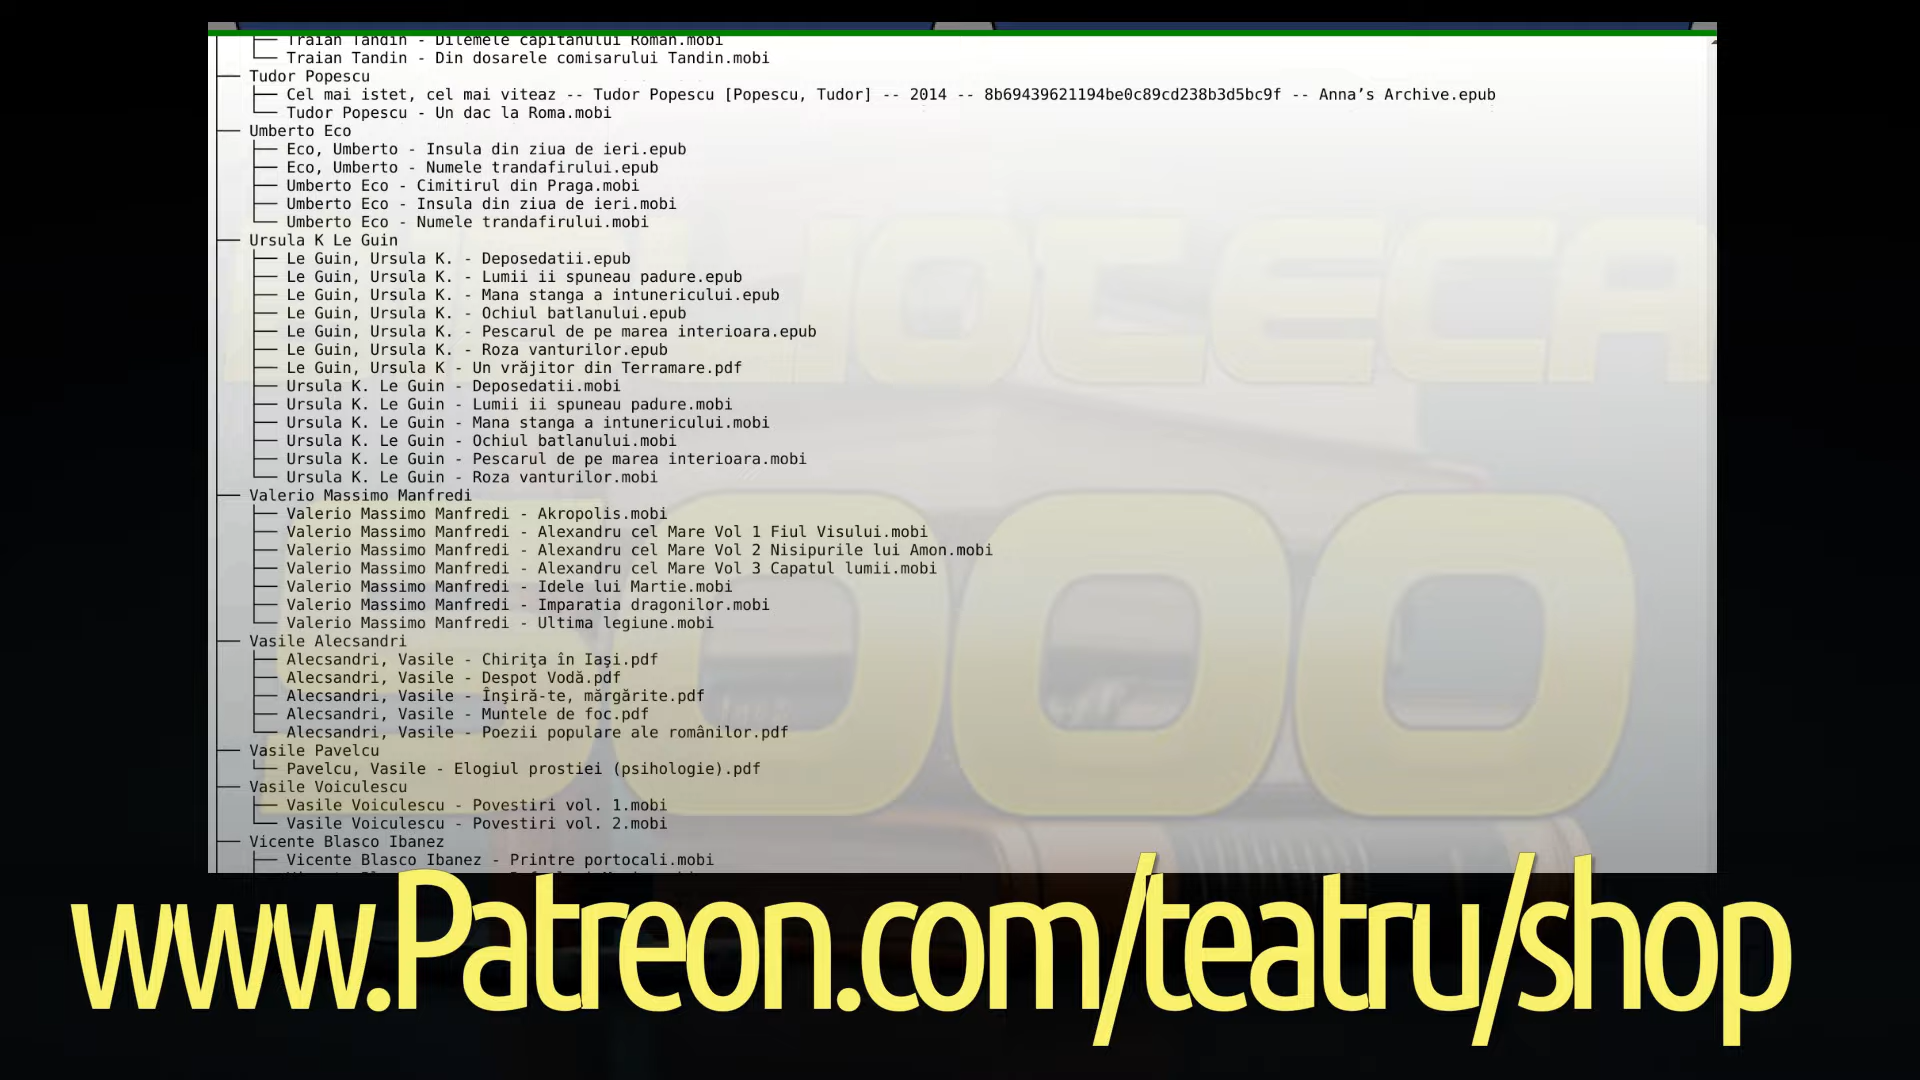 Traian Tandin - Dilemele capitanului Roman.mobi
Traian Tandin - Din dosarele comisarului Tandin.mobi
Tudor Popescu
Cel mai istet, cel mai viteaz -- Tudor Popescu [Popescu, Tudor] -- 2014 -- 8b69439621194be0c89cd238b3d5bc9f -- Anna’s Archive.epub
Tudor Popescu - Un dac la Roma.mobi
Umberto Eco
Eco, Umberto - Insula din ziua de ieri.epub
Eco, Umberto - Numele trandafirului.epub
Umberto Eco - Cimitirul din Praga.mobi
Umberto Eco - Insula din ziua de ieri.mobi
Umberto Eco - Numele trandafirului.mobi
Ursula K Le Guin
Le Guin, Ursula K. - Deposedatii.epub
Le Guin, Ursula K. - Lumii ii spuneau padure.epub
Le Guin, Ursula K. - Mana stanga a intunericului.epub
Le Guin, Ursula K. - Ochiul batlanului.epub
Le Guin, Ursula K. - Pescarul de pe marea interioara.epub
Le Guin, Ursula K. - Roza vanturilor.epub
Le Guin, Ursula K - Un vrăjitor din Terramare.pdf
Ursula K. Le Guin - Deposedatii.mobi
Ursula K. Le Guin - Lumii ii spuneau padure.mobi
Ursula K. Le Guin - Mana stanga a intunericului.mobi
Ursula K. Le Guin - Ochiul batlanului.mobi
Ursula K. Le Guin - Pescarul de pe marea interioara.mobi
Ursula K. Le Guin - Roza vanturilor.mobi
Valerio Massimo Manfredi
Valerio Massimo Manfredi - Akropolis.mobi
Valerio Massimo Manfredi - Alexandru cel Mare Vol 1 Fiul Visului.mobi
Valerio Massimo Manfredi - Alexandru cel Mare Vol 2 Nisipurile lui Amon.mobi
Valerio Massimo Manfredi - Alexandru cel Mare Vol 3 Capatul lumii.mobi
Valerio Massimo Manfredi - Idele lui Martie.mobi
Valerio Massimo Manfredi - Imparatia dragonilor.mobi
Valerio Massimo Manfredi - Ultima legiune.mobi
Vasile Alecsandri
Alecsandri, Vasile - Chiriţa în Iaşi.pdf
Alecsandri, Vasile - Despot Vodă.pdf
Alecsandri, Vasile - Înşiră-te, mărgărite.pdf
Alecsandri, Vasile - Muntele de foc.pdf
Alecsandri, Vasile - Poezii populare ale românilor.pdf
Vasile Pavelcu
Pavelcu, Vasile - Elogiul prostiei (psihologie).pdf
Vasile Voiculescu
Vasile Voiculescu - Povestiri vol. 1.mobi
Vasile Voiculescu - Povestiri vol. 2.mobi
Vicente Blasco Ibanez
Vicente Blasco Ibanez - Printre portocali.mobi
www.Patreon.com/teatru/shop